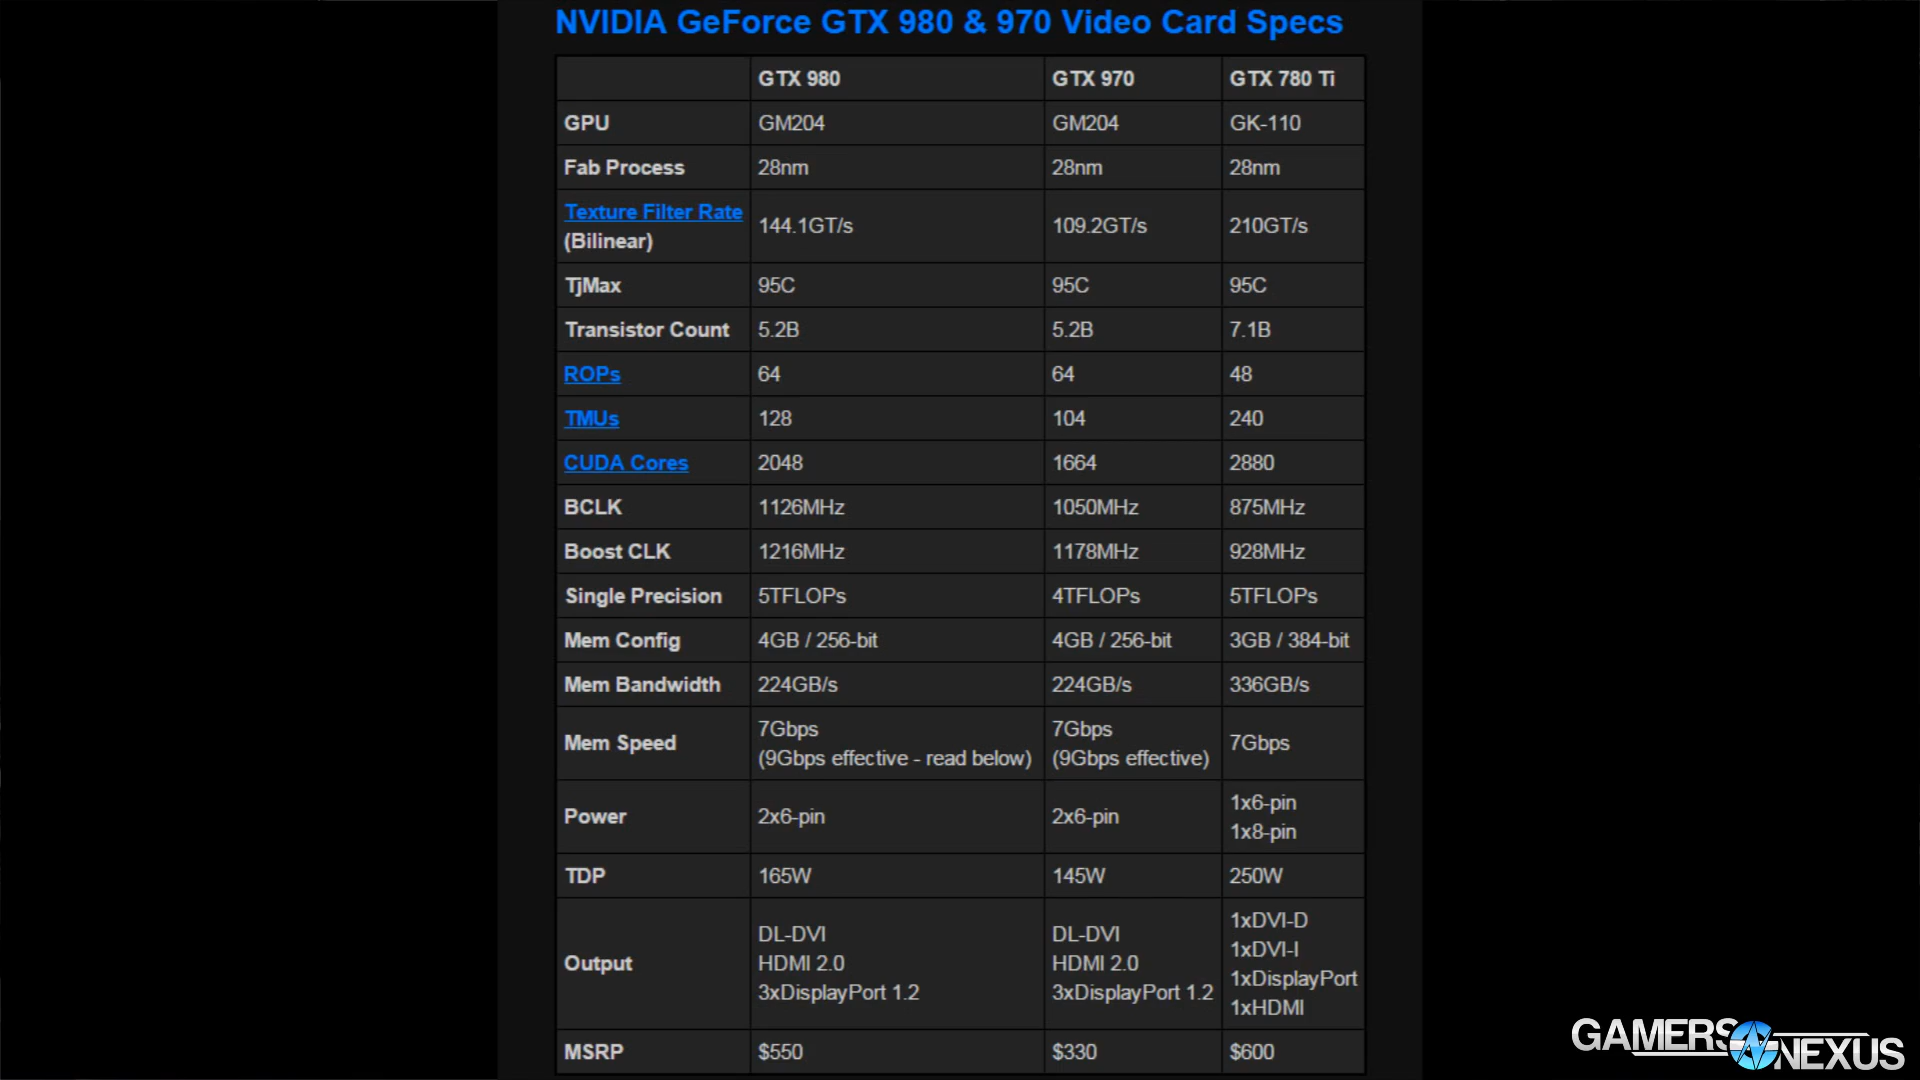 NVIDIA GeForce GTX 980 & 970 Video Card Specs
GTX 980 GTX 970 GTX 780 Ti
GPU GM204 GM204 GK-110
Fab Process 28nm 28nm 28nm
Texture Filter Rate
(Bilinear) 144.1GT/s 109.2GT/s 210GT/s
TjMax 95C 95C 95C
Transistor Count 5.2B 5.2B 7.1B
ROPs 64 64 48
TMUs 128 104 240
CUDA Cores 2048 1664 2880
BCLK 1126MHz 1050MHz 875MHz
Boost CLK 1216MHz 1178MHz 928MHz
Single Precision 5TFLOPs 4TFLOPs 5TFLOPs
Mem Config 4GB / 256-bit 4GB / 256-bit 3GB / 384-bit
Mem Bandwidth 224GB/s 224GB/s 336GB/s
Mem Speed 7Gbps
(9Gbps effective - read below) 7Gbps
(9Gbps effective) 7Gbps
Power 2x6-pin 2x6-pin 1x6-pin
1x8-pin
TDP 165W 145W 250W
Output DL-DVI
HDMI 2.0
3xDisplayPort 1.2 DL-DVI
HDMI 2.0
3xDisplayPort 1.2 1xDVI-D
1xDVI-I
1xDisplayPort
1xHDMI
MSRP $550 $330 $600
GAMERS NEXUS